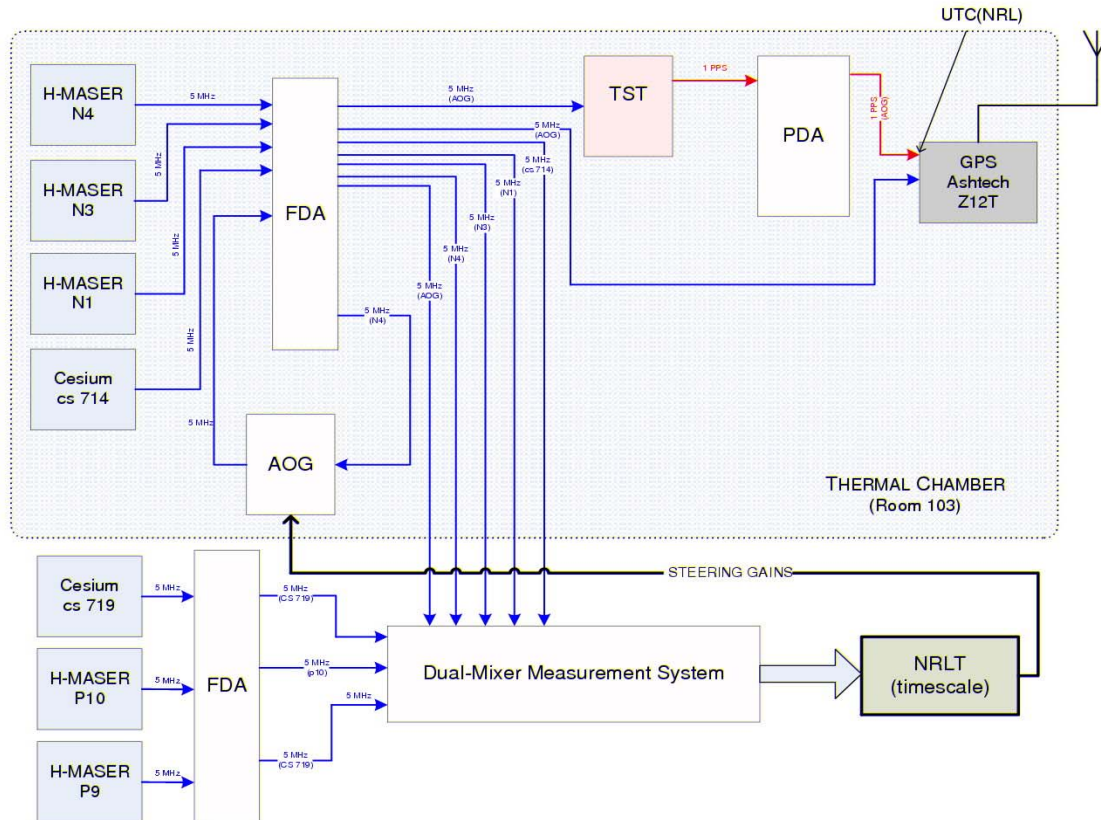 UTC(NRL)
H-MASER
N4
5 MHz
H-MASER
N3
5 MHz
H-MASER
N1
5 MHz
Cesium
cs 714
5 MHz
FDA
5 MHz
(AOG)
TST
1 PPS
PDA
1 PPS
(AOG)
GPS
Ashtech
Z12T
5 MHz
(AOG)
5 MHz
(cs 714)
5 MHz
(N1)
5 MHz
(N3)
5 MHz
(N4)
5 MHz
(AOG)
5 MHz
(N4)
5 MHz
AOG
THERMAL CHAMBER
(Room 103)
STEERING GAINS
Cesium
cs 719
5 MHz
H-MASER
P10
5 MHz
H-MASER
P9
5 MHz
FDA
5 MHz
(CS 719)
5 MHz
(p10)
5 MHz
5 MHz
(CS 719)
Dual-Mixer Measurement System
NRLT
(timescale)